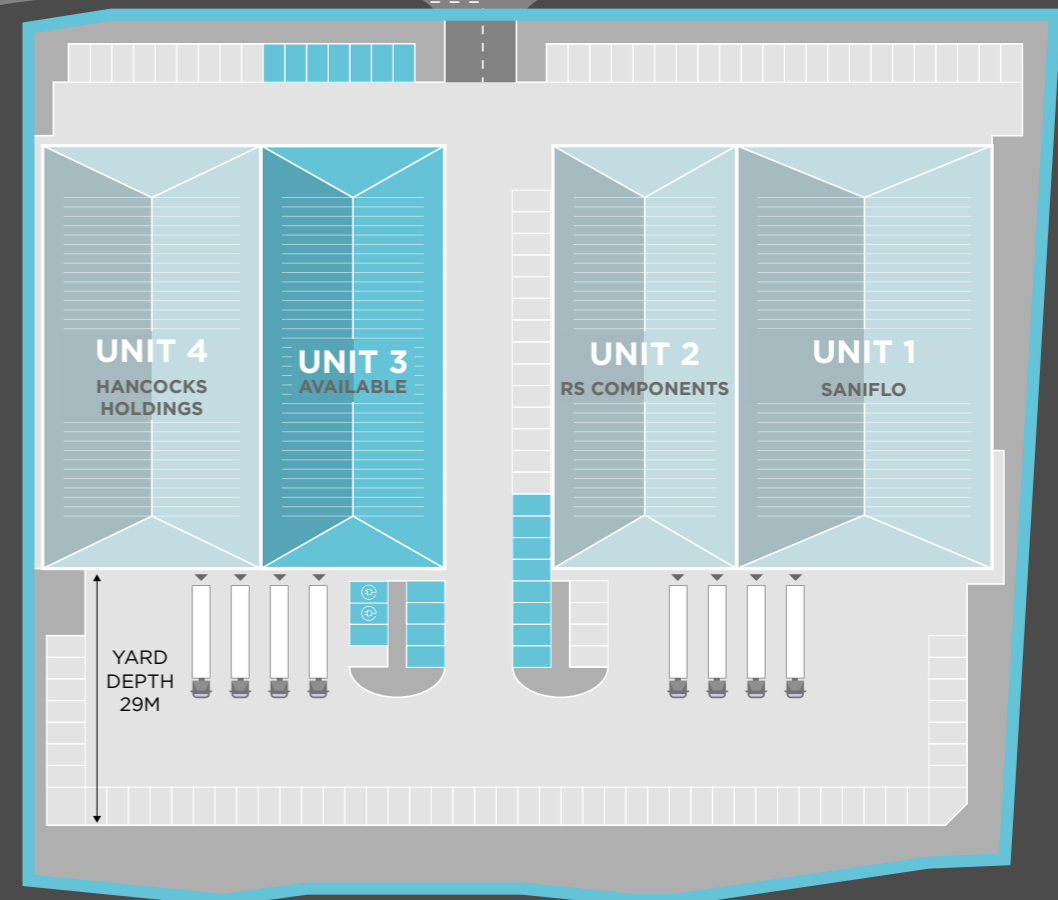 UNIT 4
HANCOCKS
HOLDINGS
UNIT 3
AVAILABLE
UNIT 2
RS COMPONENTS
UNIT 1
SANIFLO
YARD
DEPTH
29M